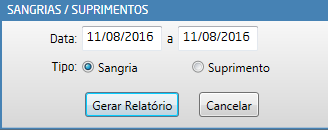 SANGRIAS / SUPRIMENTOS
Data: 11/08/2016 a 11/08/2016
Tipo: Sangria Suprimento
Gerar Relatório Cancelar